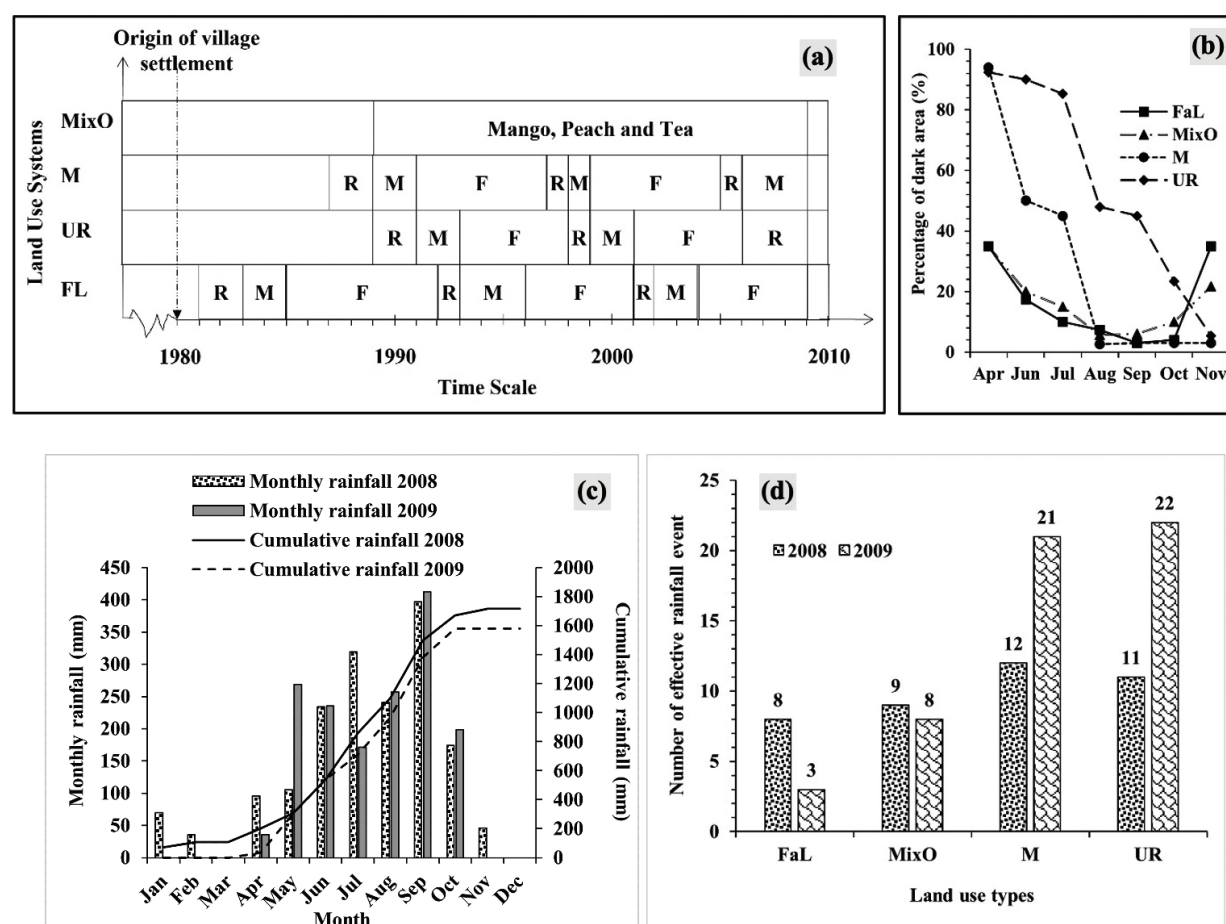 Origin of village
settlement
(a)
Land Use Systems
MixO
Mango, Peach and Tea
M
R M F R M F R M
UR
R M F R M F R
FL
R M F R M F R M F
1980 1990 2000 2010
Time Scale
(b)
Percentage of dark area (%)
100
80
60
40
20
0
FaL
MixO
M
UR
Apr Jun Jul Aug Sep Oct Nov
(c)
Monthly rainfall 2008
Monthly rainfall 2009
Cumulative rainfall 2008
Cumulative rainfall 2009
Monthly rainfall (mm)
450
400
350
300
250
200
150
100
50
0
2000
1800
1600
1400
1200
1000
800
600
400
200
0
Cumulative
rainfall (mm)
Jan Feb Mar Apr May Jun Jul Aug Sep Oct Nov Dec
Month
(d)
Number of effective rainfall event
25
20
15
10
5
0
2008 2009
8 3 9 8 12 21 11 22
FaL MixO M UR
Land use types